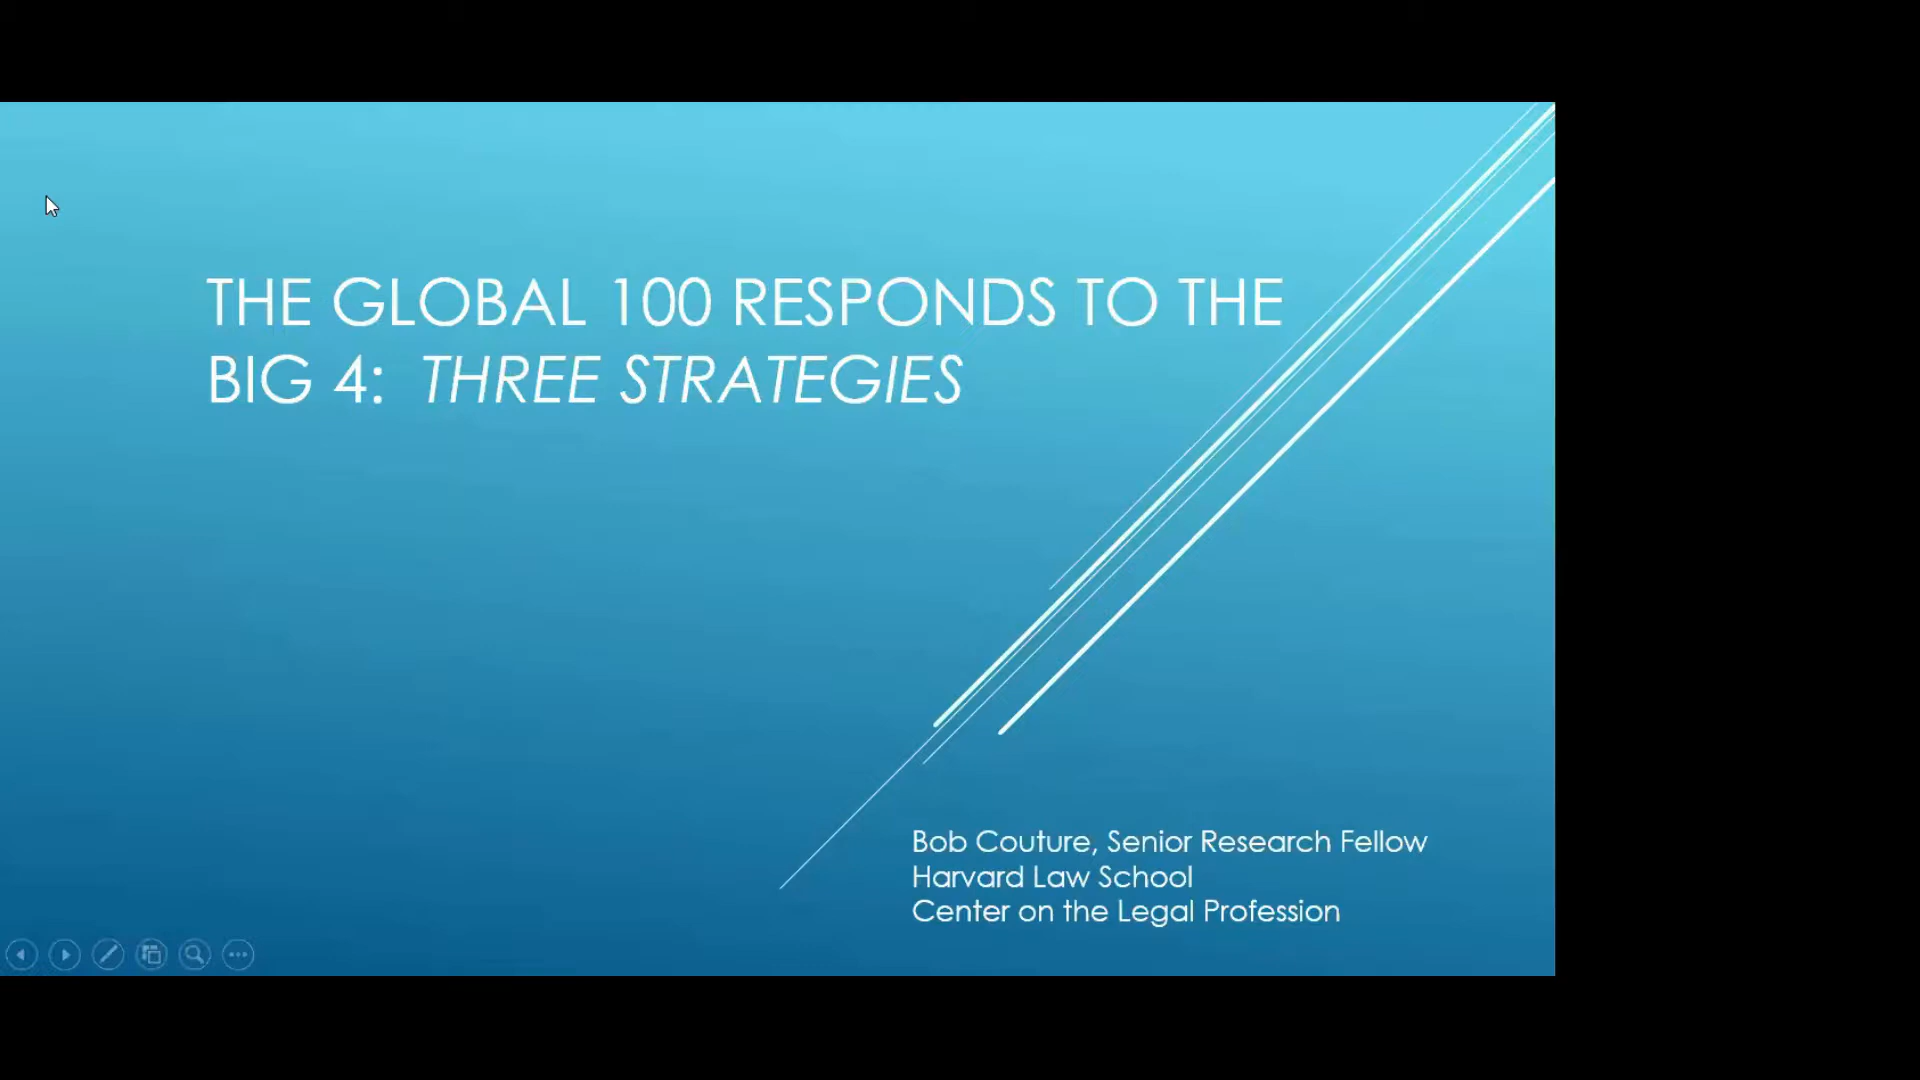 THE GLOBAL 100 RESPONDS TO THE
BIG 4: THREE STRATEGIES
Bob Couture, Senior Research Fellow
Harvard Law School
Center on the Legal Profession